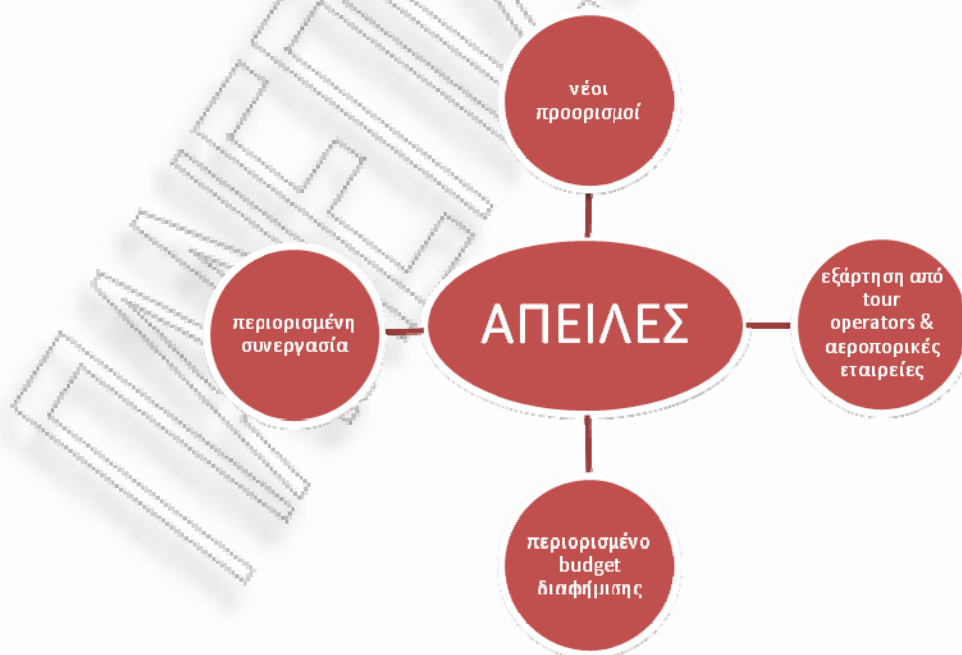 νέοι
προορισμοί
ΑΠΕΙΛΕΣ
εξάρτηση από
tour
operators &
αεροπορικές
εταιρείες
περιορισμένη
συνεργασία
περιορισμένο
budget
διαφήμισης